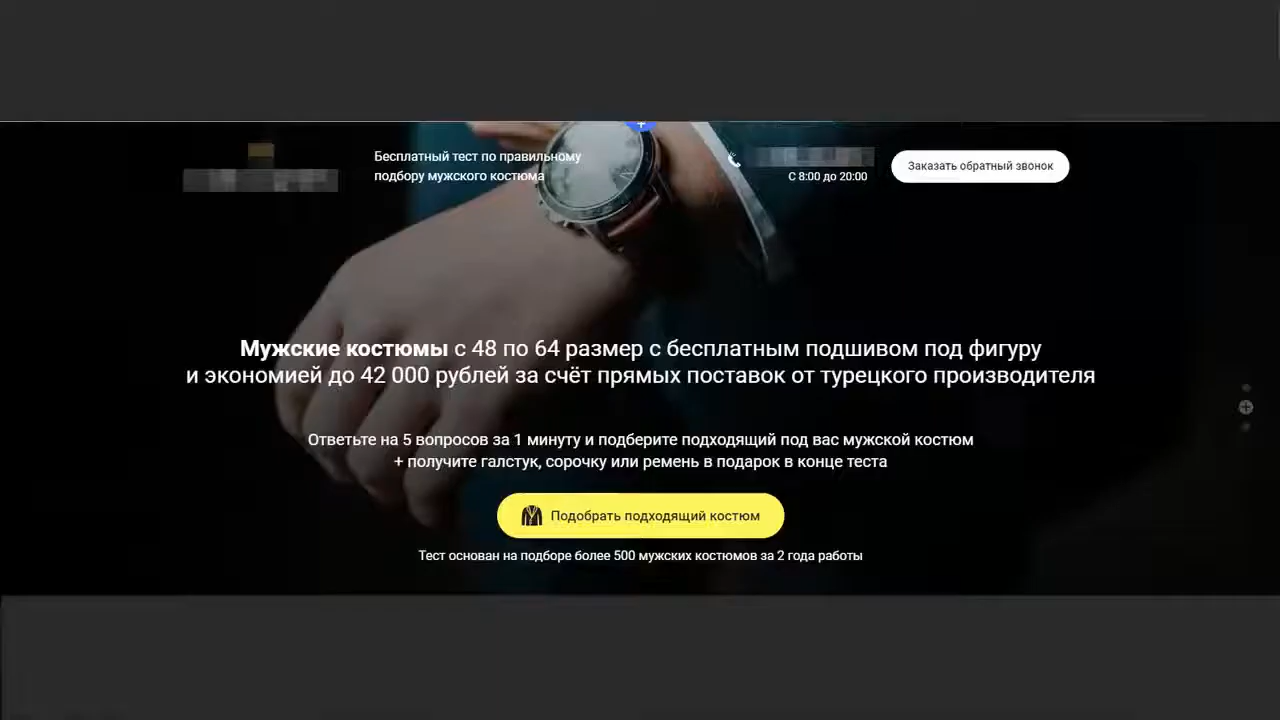 Бесплатный тест по правильному
подбору мужского костюма
С 8:00 до 20:00
Заказать обратный звонок
Мужские костюмы с 48 по 64 размер с бесплатным подшивом под фигуру
и экономией до 42 000 рублей за счёт прямых поставок от турецкого производителя
Ответьте на 5 вопросов за 1 минуту и подберите подходящий под вас мужской костюм
+ получите галстук, сорочку или ремень в подарок в конце теста
Подобрать подходящий костюм
Тест основан на подборе более 500 мужских костюмов за 2 года работы